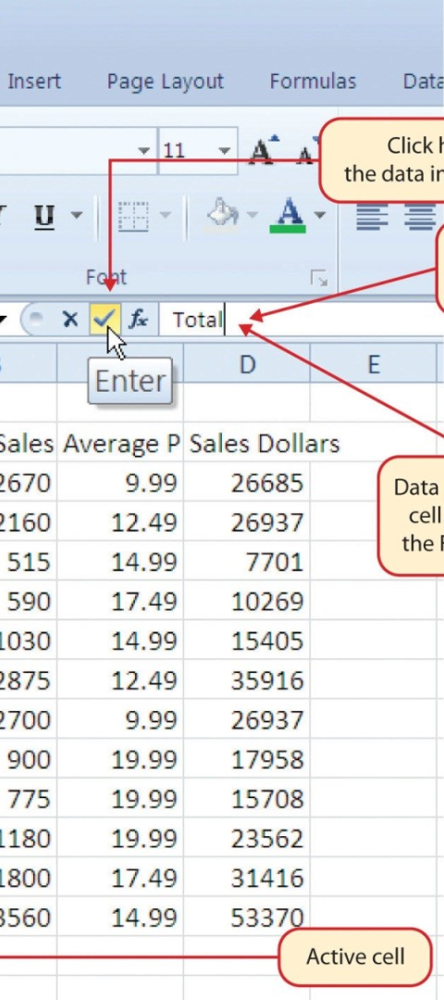 Insert Page Layout Formulas Data
11 A A
Click h
the data in
U A
Font
fx Total
Enter
D E
Sales Average P Sales Dollars
2670 9.99 26685
2160 12.49 26937
515 14.99 7701
590 17.49 10269
1030 14.99 15405
2875 12.49 35916
2700 9.99 26937
900 19.99 17958
775 19.99 15708
1180 19.99 23562
1800 17.49 31416
3560 14.99 53370
Data
cell
the F
Active cell